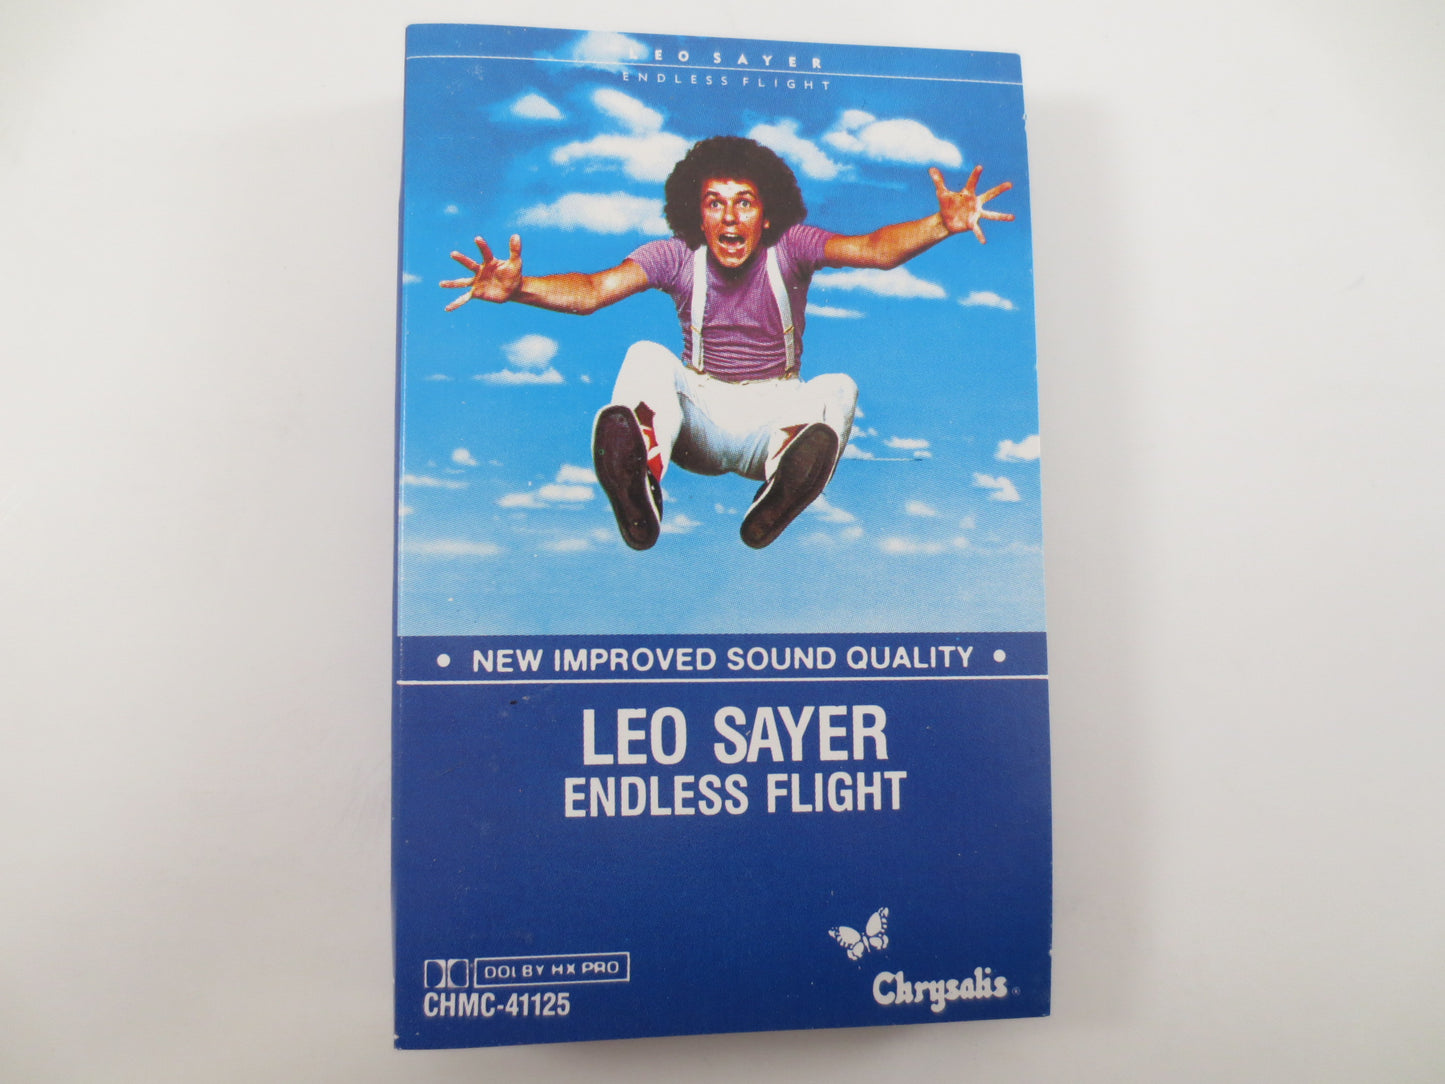 LEO SAYER
ENDLESS FLIGHT
• NEW IMPROVED SOUND QUALITY •
LEO SAYER
ENDLESS FLIGHT
DOLBY HX PRO
CHMC-41125
Chrysalis®